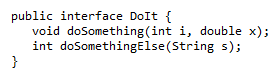 public interface DoIt {
   void doSomething(int i, double x);
   int doSomethingElse(String s);
}